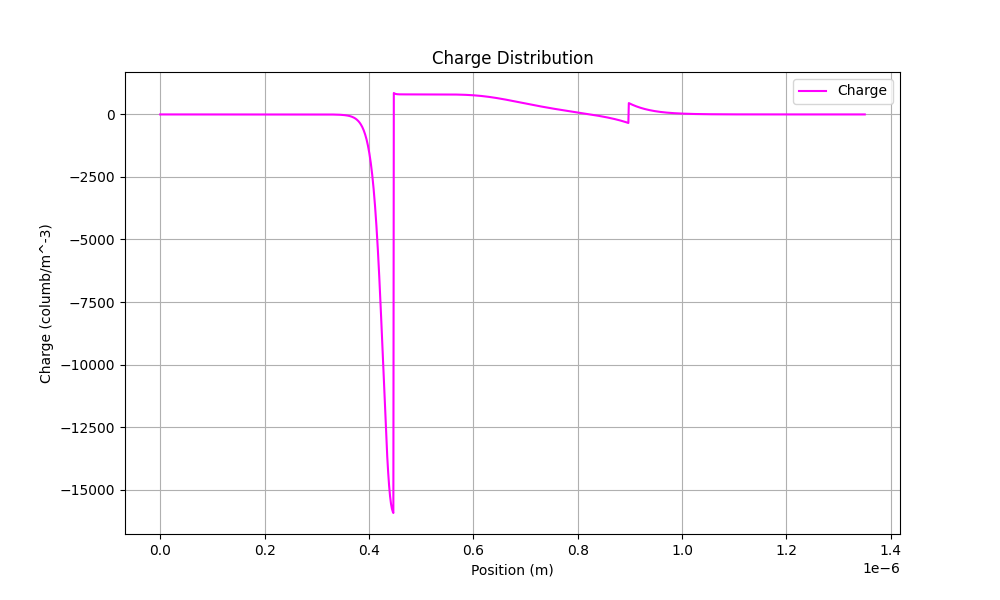 Charge Distribution
Charge
0
−2500
−5000
−7500
−10000
−12500
−15000
Charge (columb/m^-3)
0.0 0.2 0.4 0.6 0.8 1.0 1.2 1.4
1e−6
Position (m)